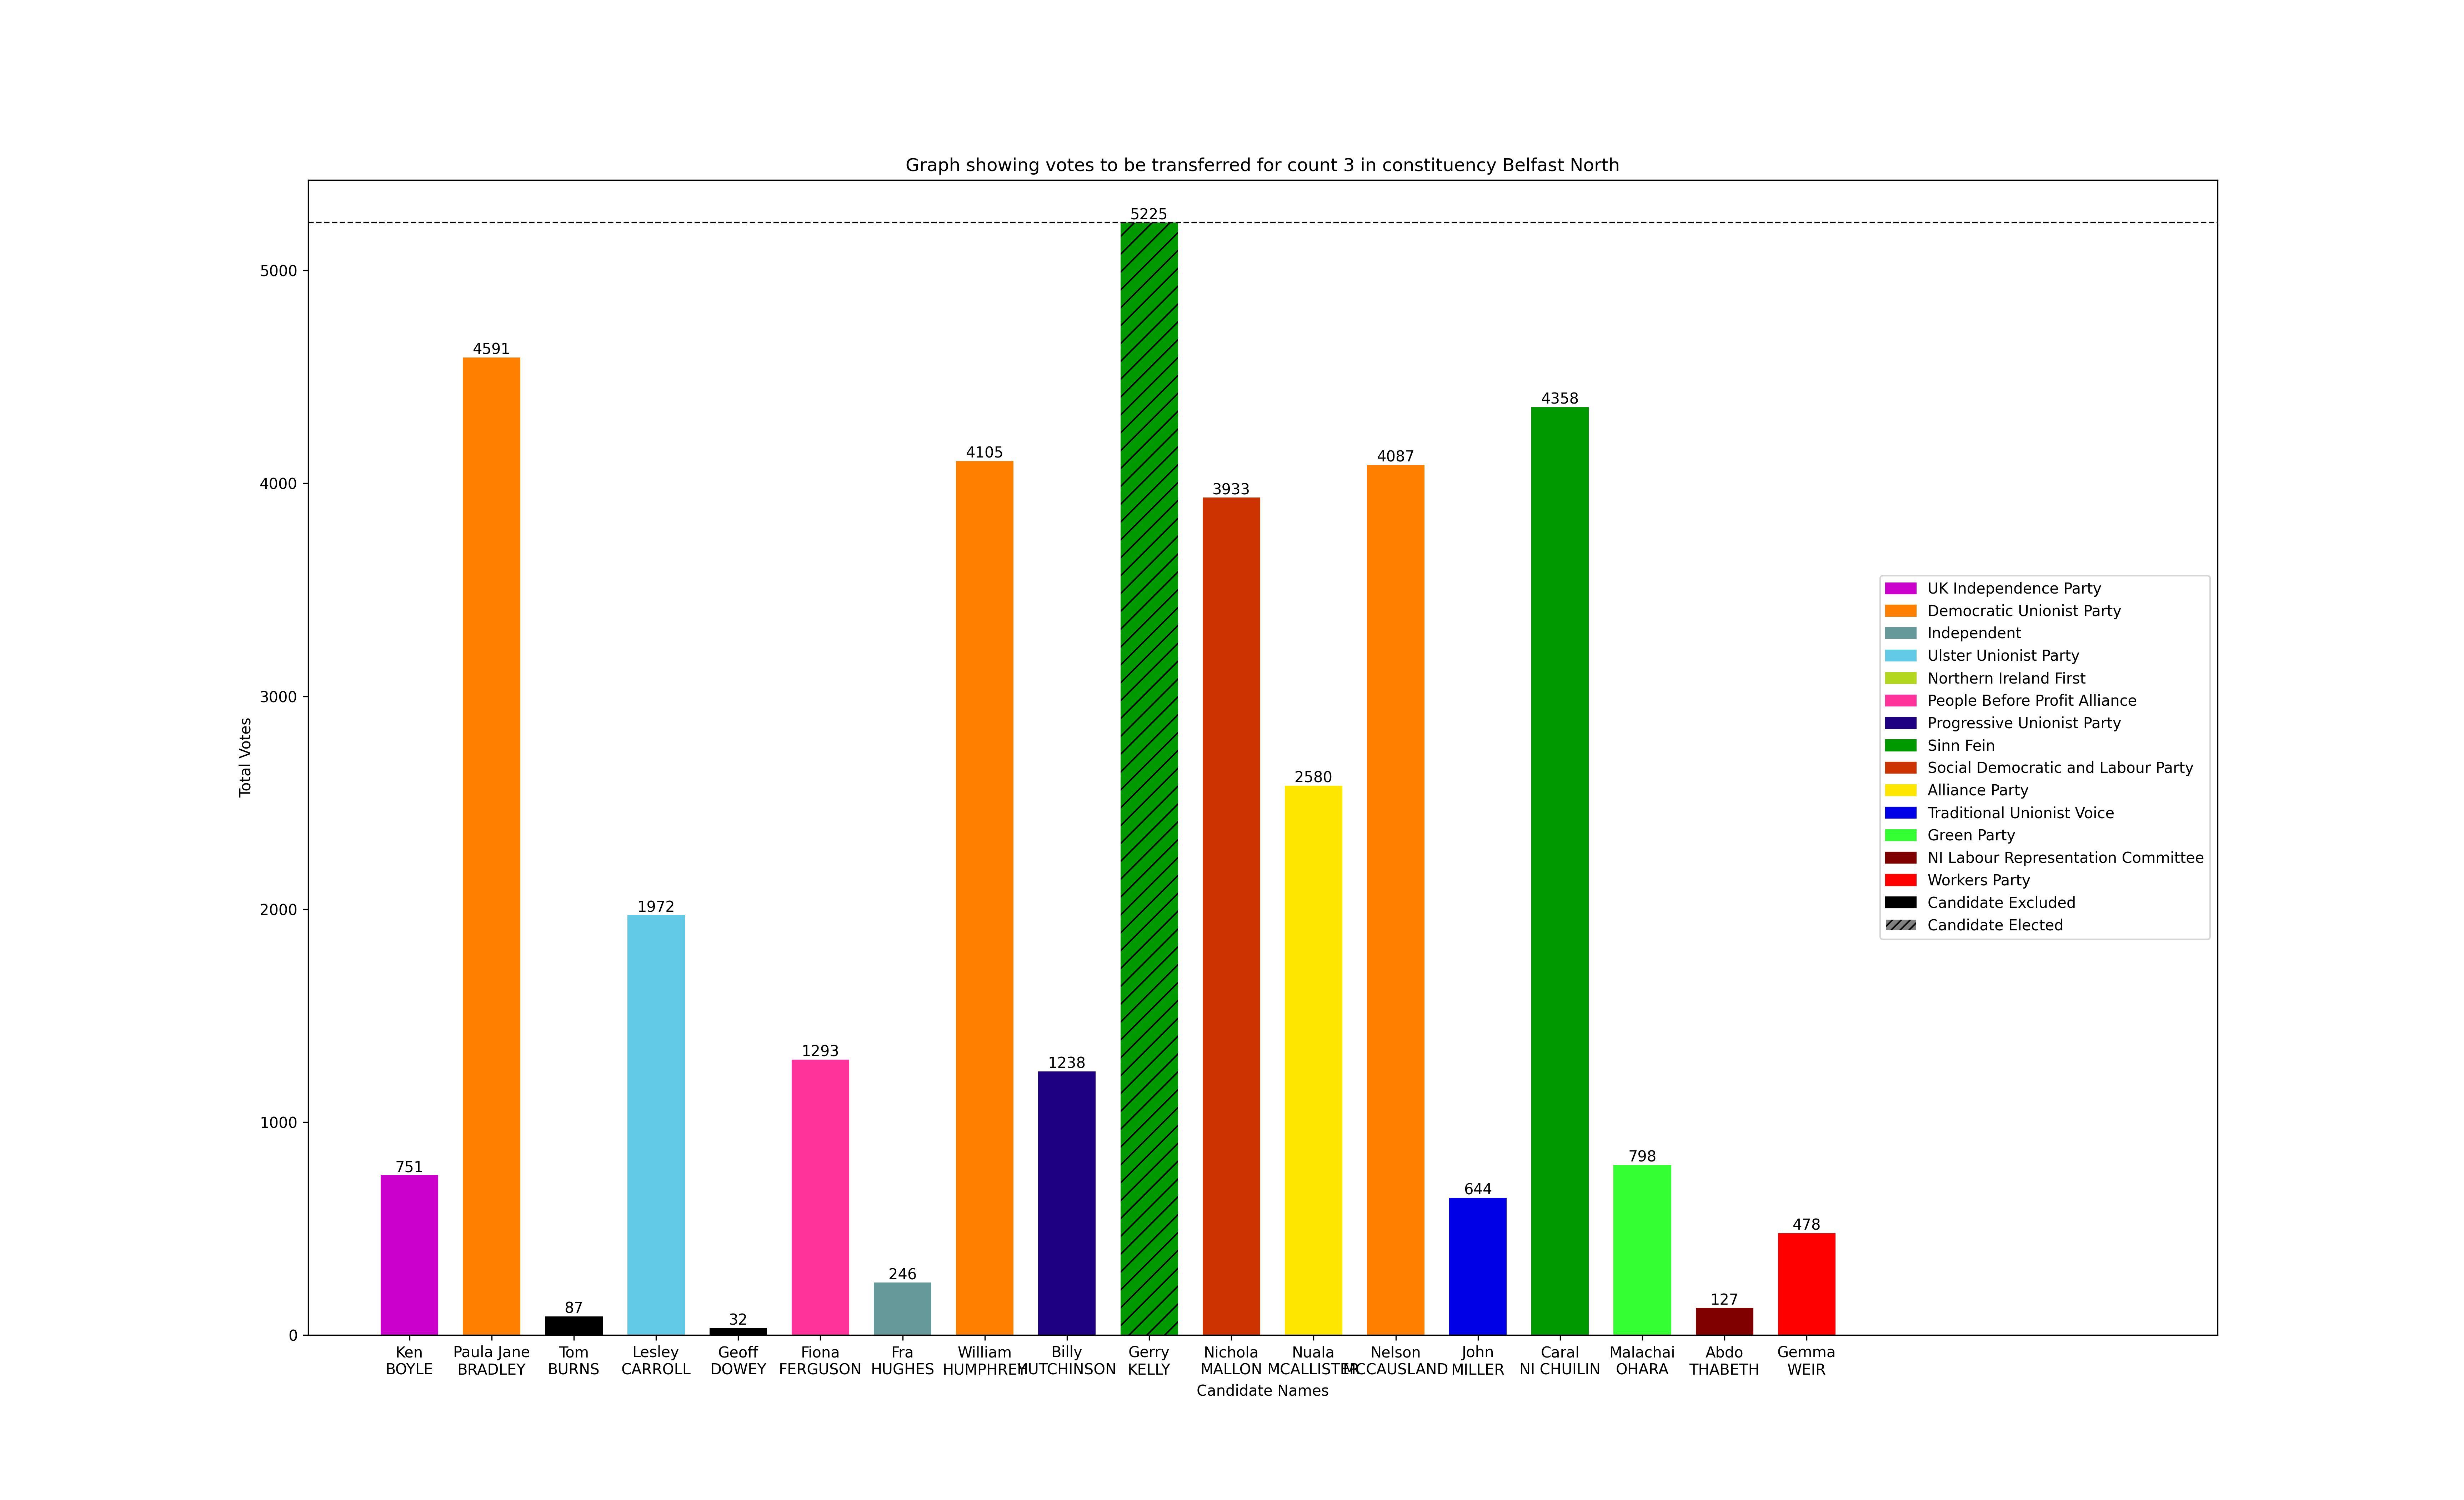 Graph showing votes to be transferred for count 3 in constituency Belfast North
Total Votes
5000
4000
3000
2000
1000
0
751
4591
87
1972
32
1293
246
4105
1238
5225
3933
2580
4087
644
4358
798
127
478
UK Independence Party
Democratic Unionist Party
Independent
Ulster Unionist Party
Northern Ireland First
People Before Profit Alliance
Progressive Unionist Party
Sinn Fein
Social Democratic and Labour Party
Alliance Party
Traditional Unionist Voice
Green Party
NI Labour Representation Committee
Workers Party
Candidate Excluded
Candidate Elected
Ken
BOYLE
Paula Jane
BRADLEY
Tom
BURNS
Lesley
CARROLL
Geoff
DOWEY
Fiona
FERGUSON
Fra
HUGHES
William
HUMPHREY
Billy
HUTCHINSON
Gerry
KELLY
Nichola
MALLON
Nuala
MCALLISTER
Nelson
MCCAUSLAND
John
MILLER
Caral
NI CHUILIN
Malachai
OHARA
Abdo
THABETH
Gemma
WEIR
Candidate Names